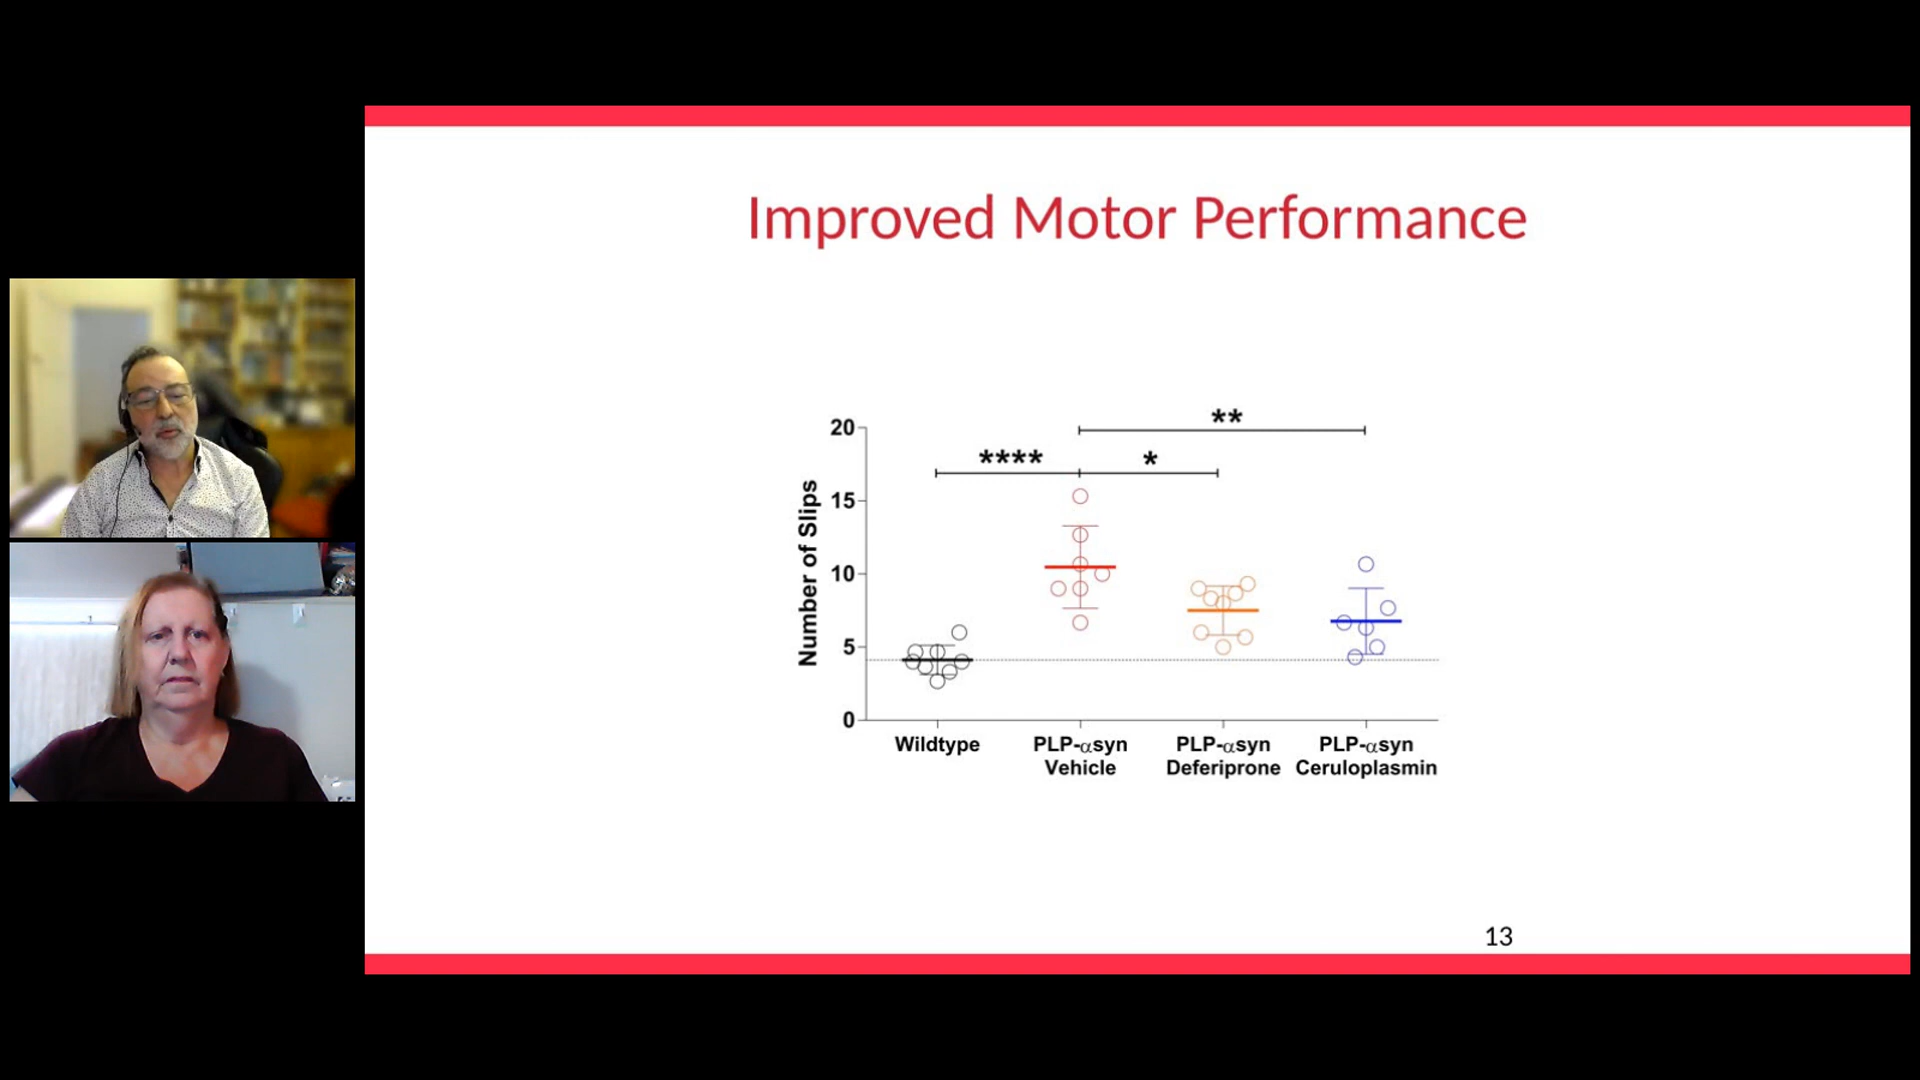 Improved Motor Performance
**
****
*
20
15
10
5
0
Number of Slips
Wildtype
PLP-αsyn
Vehicle
PLP-αsyn
Deferiprone
PLP-αsyn
Ceruloplasmin
13